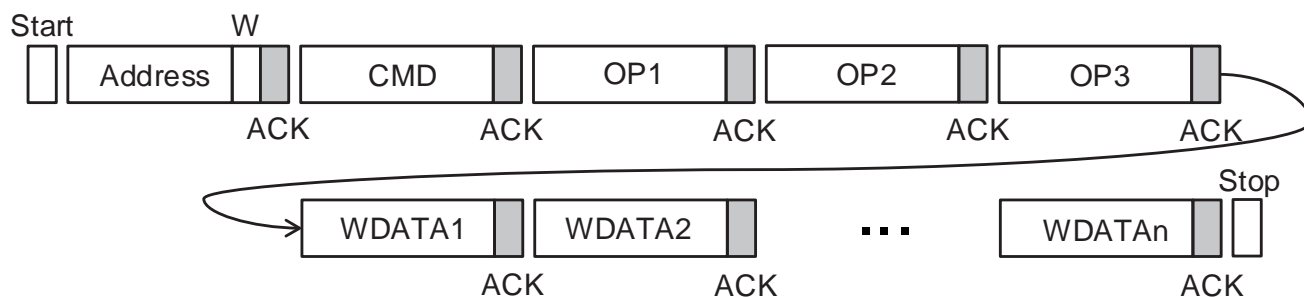 Start W
Address CMD OP1 OP2 OP3
ACK ACK ACK ACK ACK
Stop
WDATA1 WDATA2 ... WDATAn
ACK ACK ACK